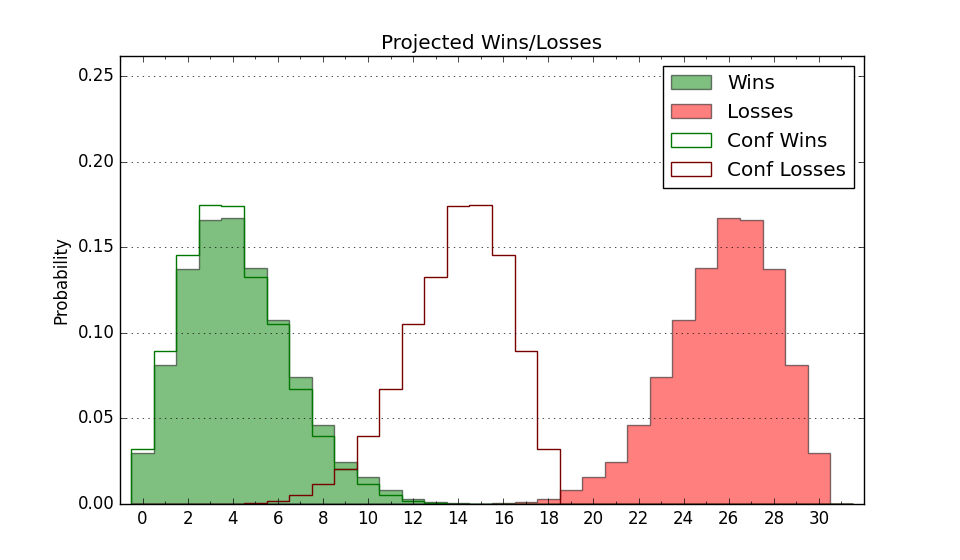 Projected Wins/Losses
0.25
0.20
0.15
0.10
0.05
0.00
Probability
Wins
Losses
Conf Wins
Conf Losses
0 2 4 6 8 10 12 14 16 18 20 22 24 26 28 30